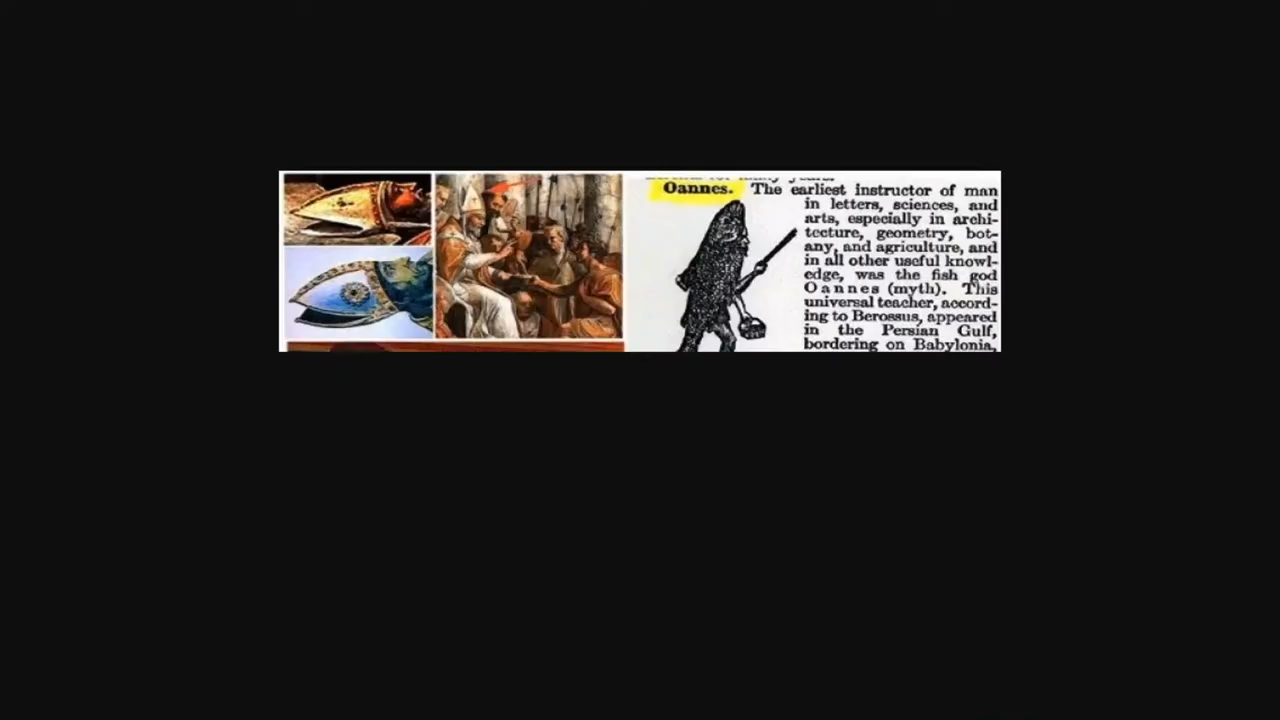 Oannes. The earliest instructor of man
in letters, sciences, and
arts, especially in archi-
tecture, geometry, bot-
any, and agriculture, and
in all other useful knowl-
edge, was the fish god
Oannes (myth). This
universal teacher, accord-
ing to Berossus, appeared
in the Persian Gulf,
bordering on Babylonia,